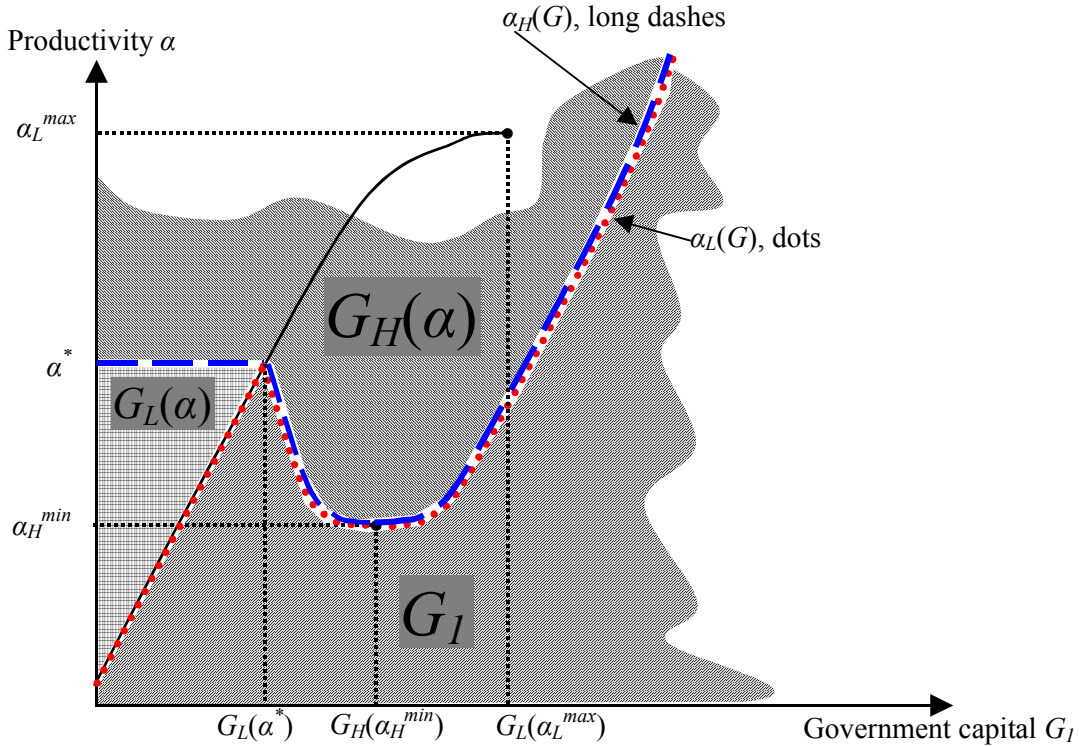 α_H(G), long dashes
Productivity α
α_L^max
α_L(G), dots
G_H(α)
α^*
G_L(α)
α_H^min
G_1
G_L(α^*)
G_H(α_H^min)
G_L(α_L^max)
Government capital G_1